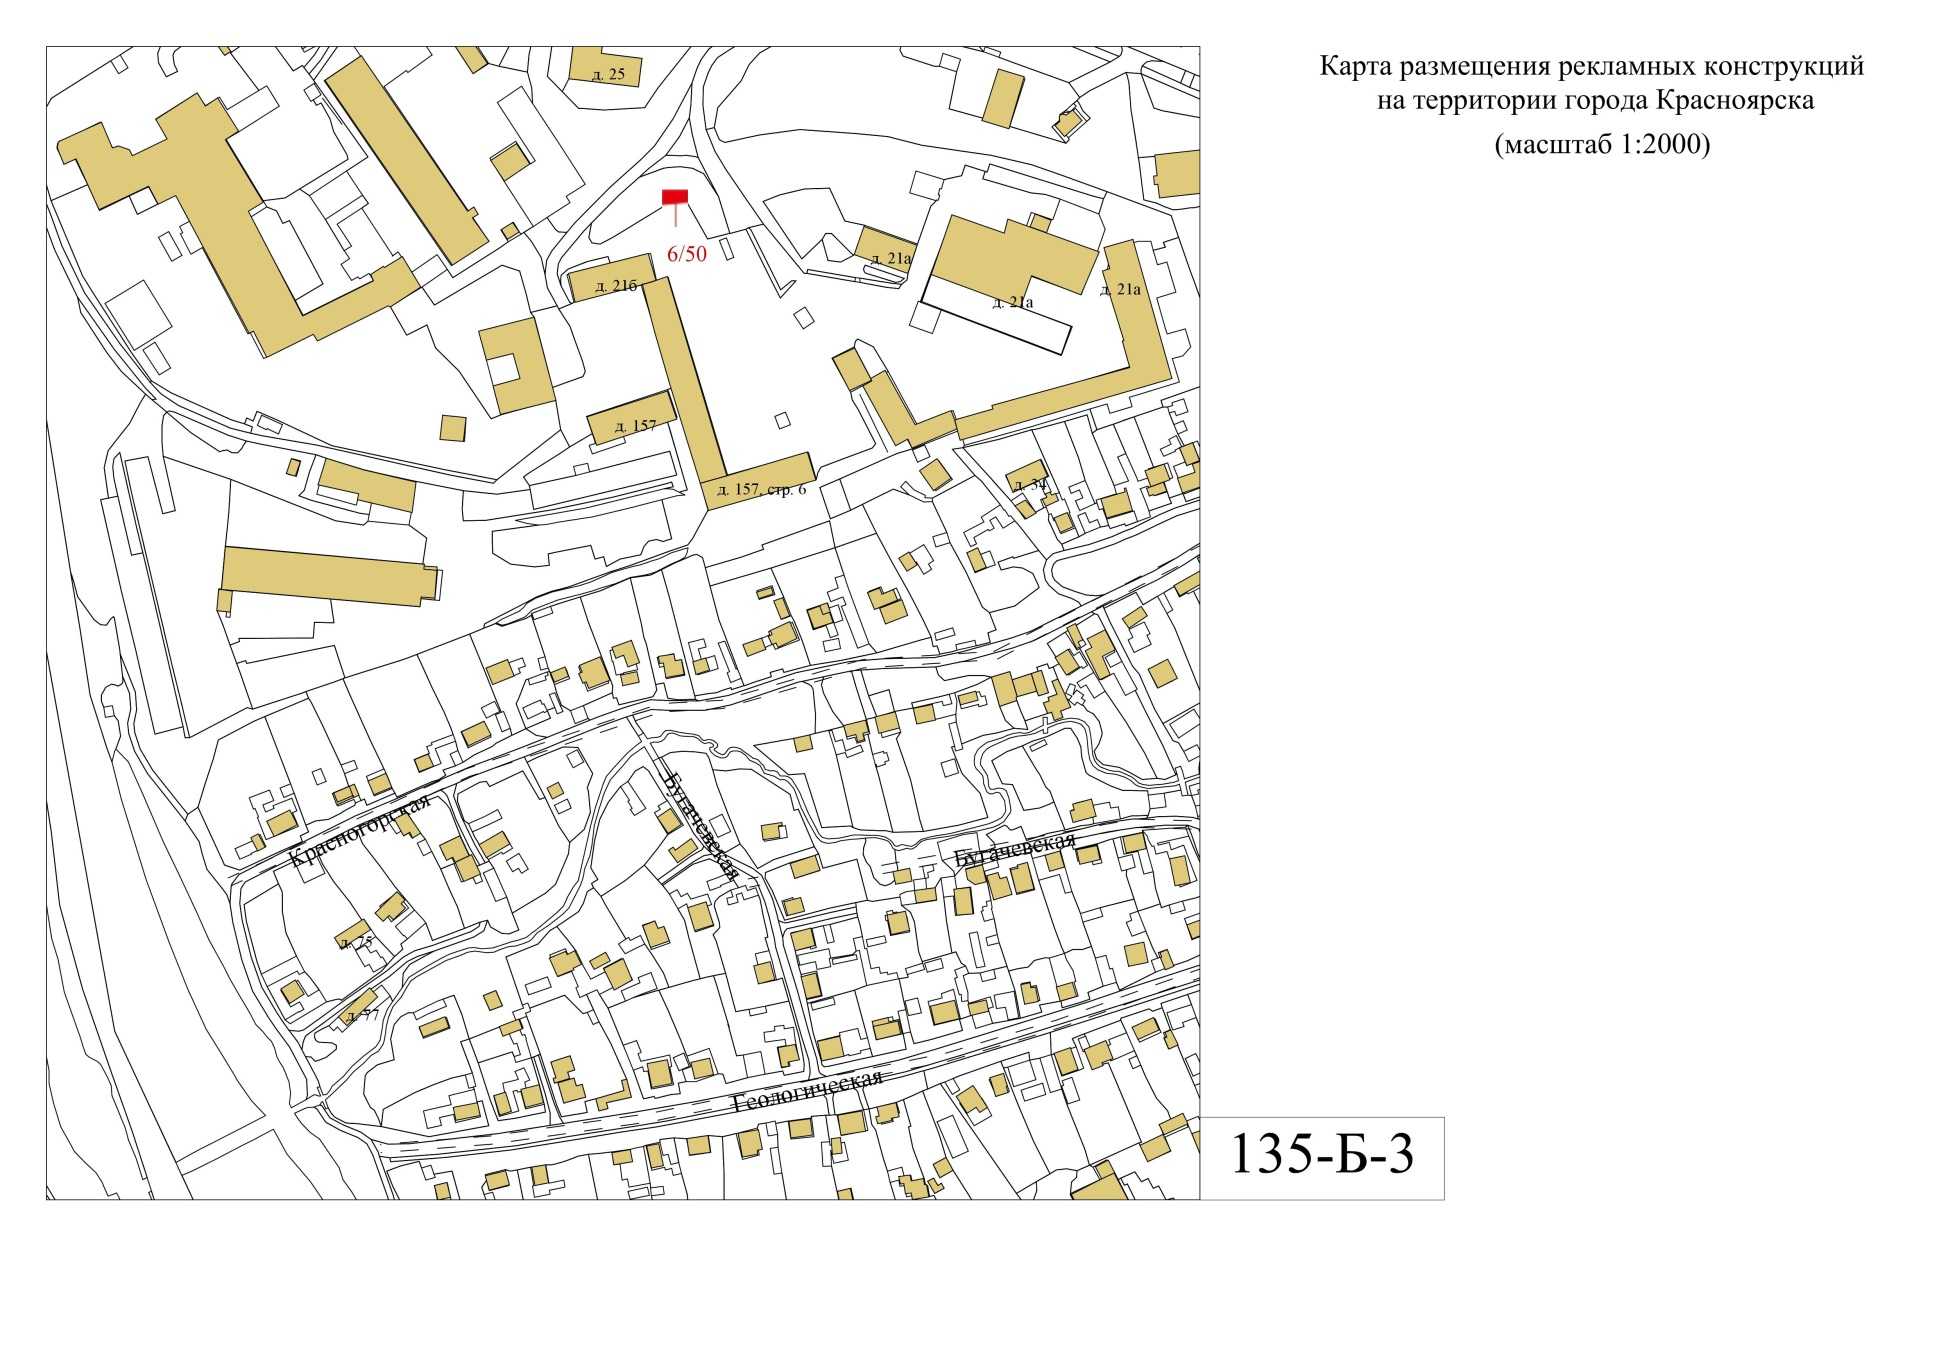 Карта размещения рекламных конструкций
на территории города Красноярска
(масштаб 1:2000)
д. 25
6/50
д. 21а
д. 21б
д. 21а
д. 21а
д. 157
д. 157, стр. 6
д. 34
Красногорская
Бугачевская
Бугачевская
д. 75
д. 77
Геологическая
135-Б-3